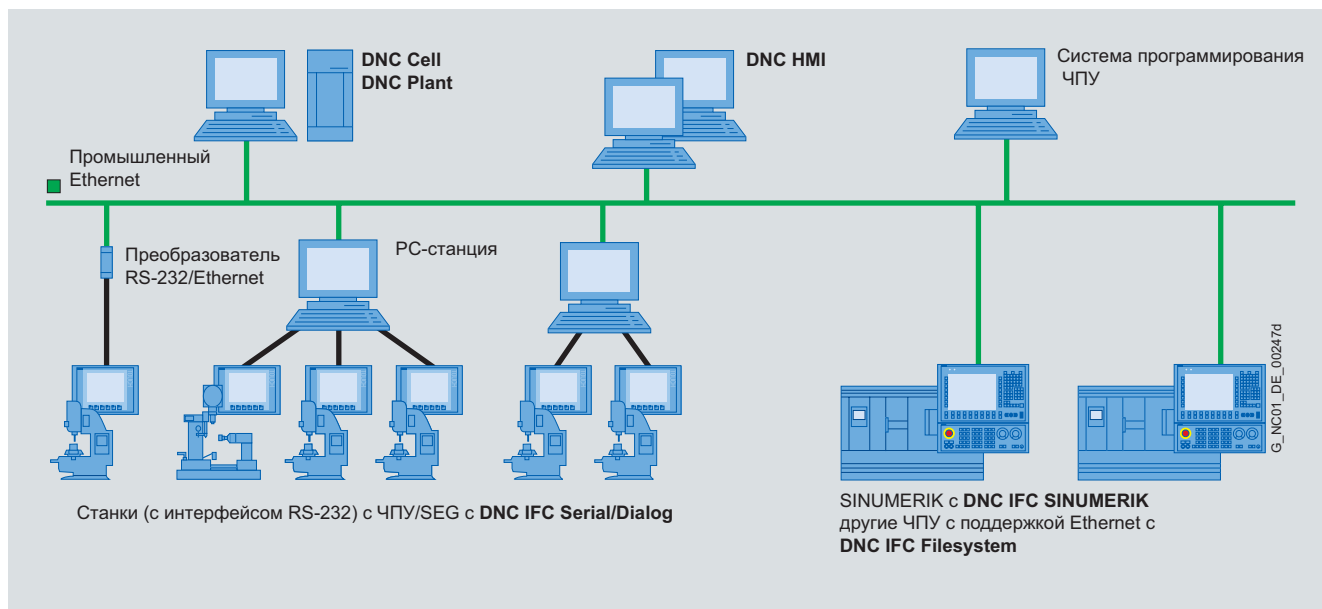 DNC Cell
DNC Plant
DNC HMI
Система программирования
ЧПУ
Промышленный
Ethernet
Преобразователь
RS-232/Ethernet
PC-станция
G_NC01_DE_00247d
Станки (с интерфейсом RS-232) с ЧПУ/SEG с DNC IFC Serial/Dialog
SINUMERIK с DNC IFC SINUMERIK
другие ЧПУ с поддержкой Ethernet с
DNC IFC Filesystem